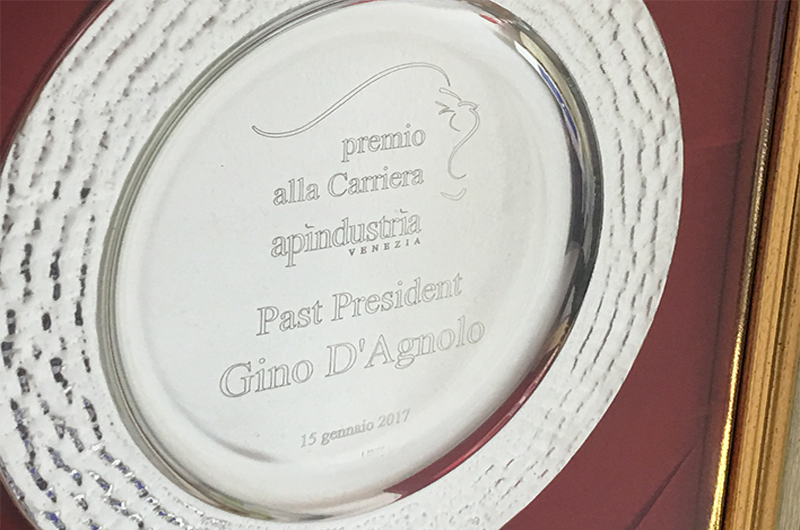 premio
alla Carriera
apindustria
VENEZIA
Past President
Gino D'Agnolo
15 gennaio 2017